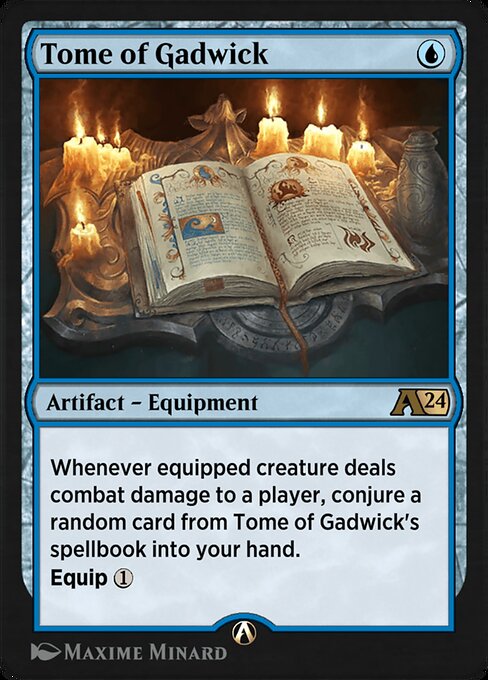 Tome of Gadwick
Artifact – Equipment
A24
Whenever equipped creature deals
combat damage to a player, conjure a
random card from Tome of Gadwick's
spellbook into your hand.
Equip 1
MAXIME MINARD